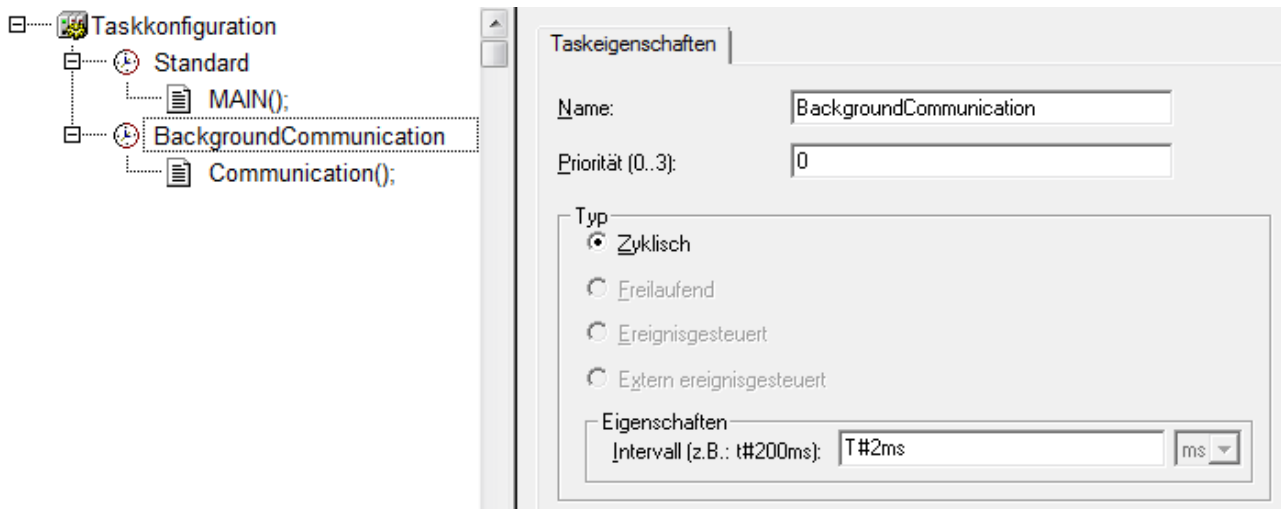 Taskkonfiguration
Standard
MAIN();
BackgroundCommunication
Communication();
Taskeigenschaften
Name: BackgroundCommunication
Priorität (0..3): 0
Typ
Zyklisch
Freilaufend
Ereignisgesteuert
Extern ereignisgesteuert
Eigenschaften
Intervall (z.B.: t#200ms): T#2ms ms